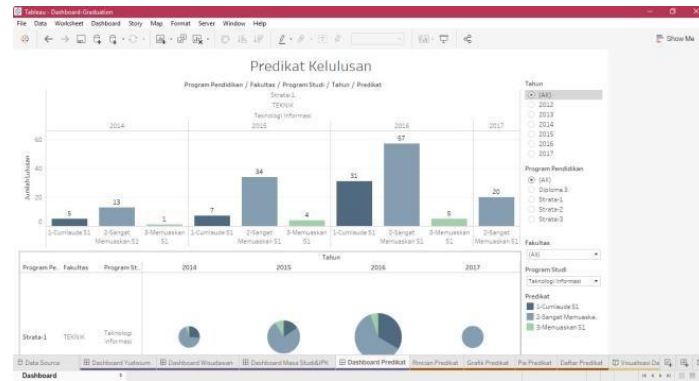 Tableau - Dashboard-Graduation
File Data Worksheet Dashboard Story Map Format Server Window Help
Show Me
Predikat Kelulusan
Program Pendidikan / Fakultas / Program Studi / Tahun / Predikat
Strata-1
TEKNIK
Teknologi Informasi
2014 2015 2016 2017
Jumlah Lulusan
60
40
20
0
5 13 1 7 34 4 31 57 5 20
1-Cumlaude S1 2-Sangat Memuaskan S1 3-Memuaskan S1 1-Cumlaude S1 2-Sangat Memuaskan S1 3-Memuaskan S1 1-Cumlaude S1 2-Sangat Memuaskan S1 3-Memuaskan S1 2-Sangat Memuaskan S1
Tahun
Program Pe.. Fakultas Program St.. 2014 2015 2016 2017
Strata-1 TEKNIK Teknologi Informasi
Tahun
(All)
2012
2013
2014
2015
2016
2017
Program Pendidikan
(All)
Diploma 3
Strata-1
Strata-2
Strata-3
Fakultas
(All)
Program Studi
Teknologi Informasi
Predikat
1-Cumlaude S1
2-Sangat Memuaska..
3-Memuaskan S1
Data Source Dashboard Yudisium Dashboard Wisudawan Dashboard Masa Studi&IPK Dashboard Predikat Rincian Predikat Grafik Predikat Pie Predikat Daftar Predikat Visualisasi Da
Dashboard